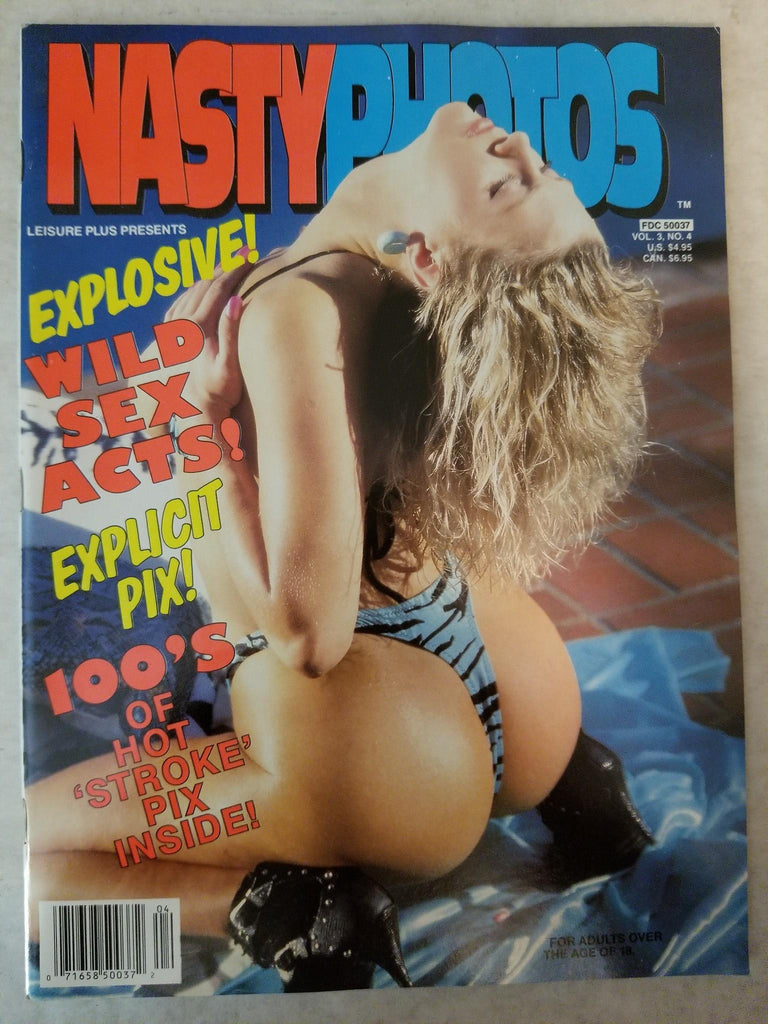 NASTYPHOTOS
TM
LEISURE PLUS PRESENTS
FDC 50037
VOL. 3, NO. 4
U.S. $4.95
CAN. $6.95
EXPLOSIVE!
WILD
SEX
ACTS!
EXPLICIT
PIX!
100'S
OF
HOT
'STROKE'
PIX
INSIDE!
04
0 71658 50037 2
FOR ADULTS OVER
THE AGE OF 18.